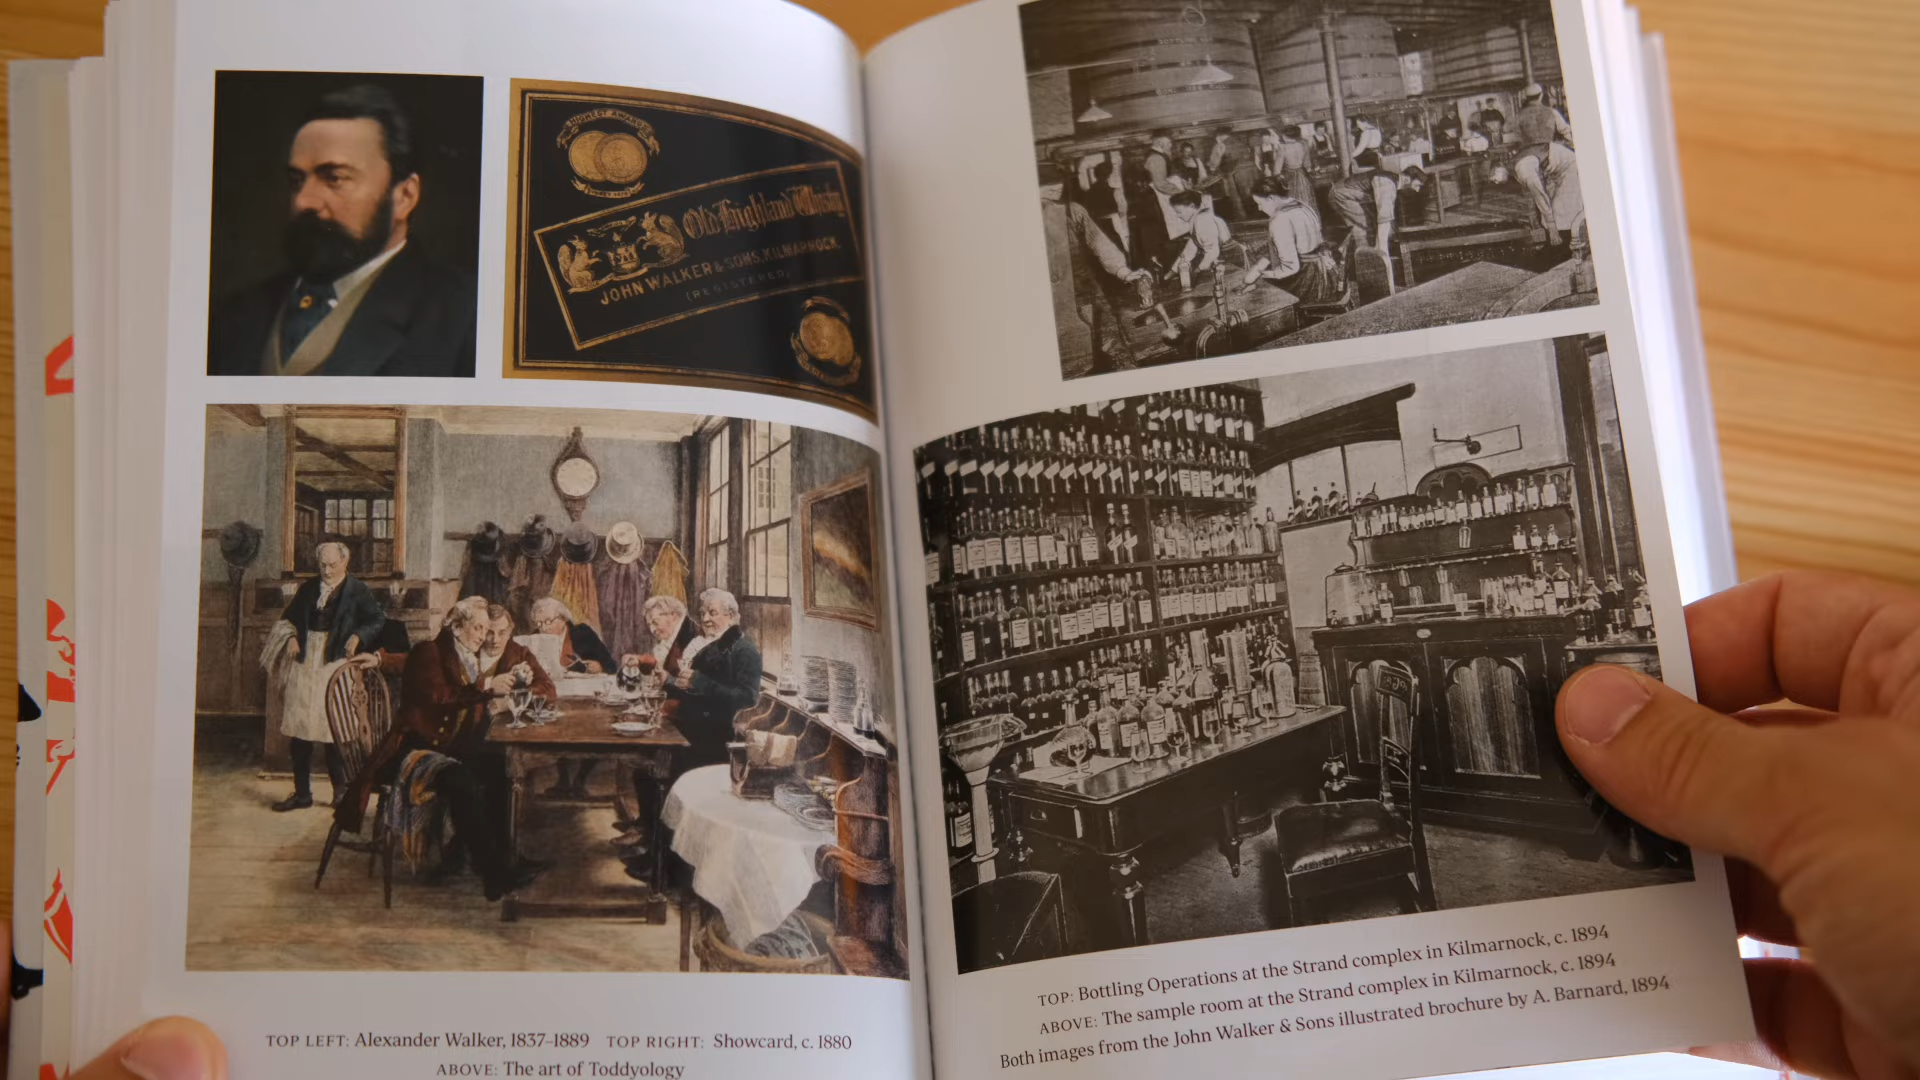 HIGHEST AWARD
Old Highland Whisky
JOHN WALKER & SONS, KILMARNOCK.
(REGISTERED)
TOP LEFT: Alexander Walker, 1837–1889 TOP RIGHT: Showcard, c. 1880
ABOVE: The art of Toddyology
TOP: Bottling Operations at the Strand complex in Kilmarnock, c. 1894
ABOVE: The sample room at the Strand complex in Kilmarnock, c. 1894
Both images from the John Walker & Sons illustrated brochure by A. Barnard, 1894